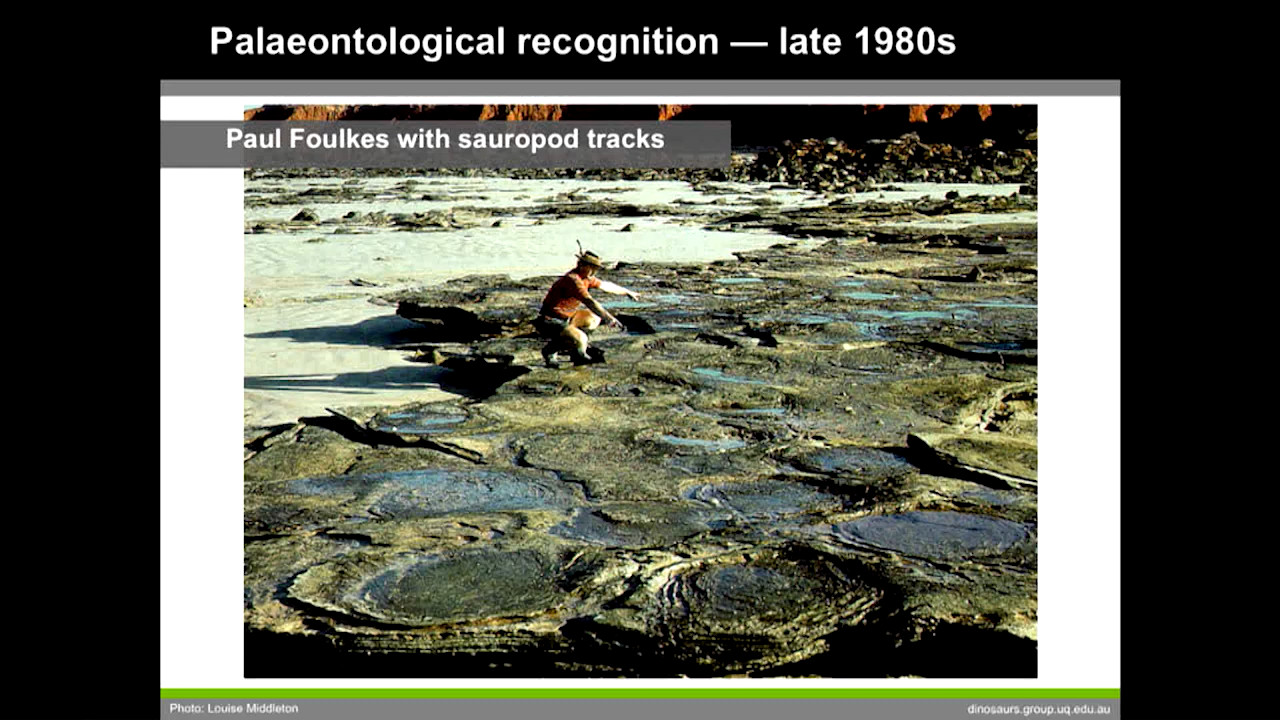 Palaeontological recognition — late 1980s
Paul Foulkes with sauropod tracks
Photo: Louise Middleton
dinosaurs.group.uq.edu.au